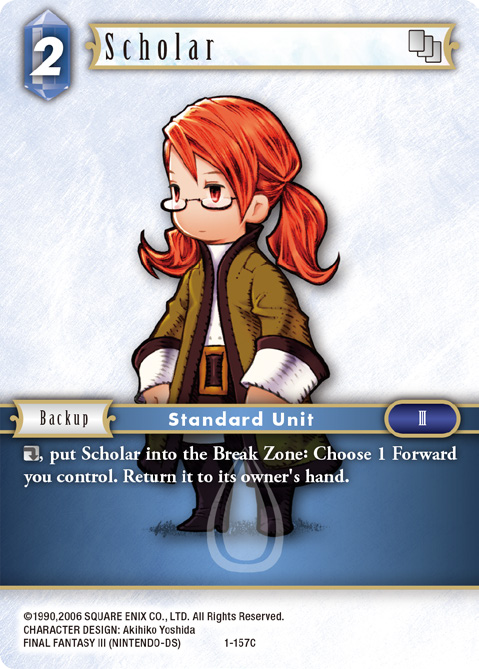 2
Scholar
Backup
Standard Unit
III
, put Scholar into the Break Zone: Choose 1 Forward
you control. Return it to its owner's hand.
©1990,2006 SQUARE ENIX CO., LTD. All Rights Reserved.
CHARACTER DESIGN: Akihiko Yoshida
FINAL FANTASY III (NINTENDO-DS)
1-157C